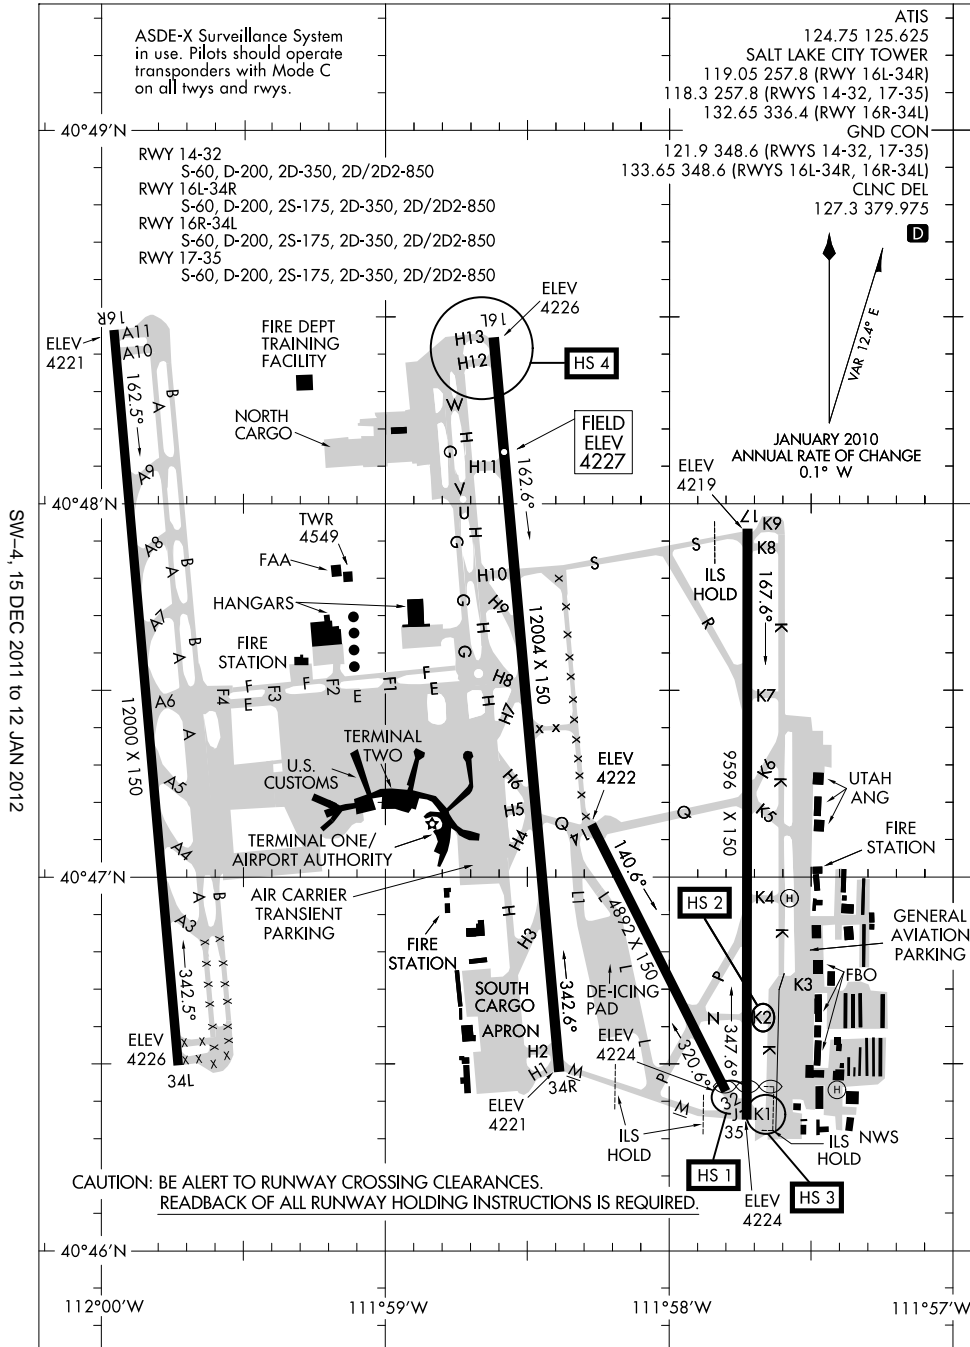 ASDE-X Surveillance System
in use. Pilots should operate
transponders with Mode C
on all twys and rwys.
ATIS
124.75 125.625
SALT LAKE CITY TOWER
119.05 257.8 (RWY 16L-34R)
118.3 257.8 (RWYS 14-32, 17-35)
132.65 336.4 (RWY 16R-34L)
GND CON
121.9 348.6 (RWYS 14-32, 17-35)
133.65 348.6 (RWYS 16L-34R, 16R-34L)
CLNC DEL
127.3 379.975
D
40°49'N
RWY 14-32
S-60, D-200, 2D-350, 2D/2D2-850
RWY 16L-34R
S-60, D-200, 2S-175, 2D-350, 2D/2D2-850
RWY 16R-34L
S-60, D-200, 2S-175, 2D-350, 2D/2D2-850
RWY 17-35
S-60, D-200, 2S-175, 2D-350, 2D/2D2-850
VAR 12.4° E
JANUARY 2010
ANNUAL RATE OF CHANGE
0.1° W
ELEV
4226
16R
A11
A10
ELEV
4221
162.5°
B
A
FIRE DEPT
TRAINING
FACILITY
16L
H13
H12
HS 4
NORTH
CARGO
W
H
G
FIELD
ELEV
4227
A9
H11
162.6°
V
U
H
G
ELEV
4219
40°48'N
17
K9
K8
TWR
4549
FAA
A8
A
B
S
S
ILS
HOLD
167.6°
H10
HANGARS
G
H9
12004 X 150
A7
R
K
FIRE
STATION
B
A
H
G
F
F
F4
F3
F2
F1
F
E
E
E
H8
H
H7
A6
K7
12000 X 150
A
TERMINAL
TWO
U.S.
CUSTOMS
ELEV
4222
9596 X 150
K6
K
A5
H6
H5
H4
Q
14
Q
K5
UTAH
ANG
TERMINAL ONE/
AIRPORT AUTHORITY
A4
140.6°
FIRE
STATION
40°47'N
AIR CARRIER
TRANSIENT
PARKING
B
A
A3
L1
L
4892 X 150
HS 2
K4
H
K
GENERAL
AVIATION
PARKING
H
H3
FIRE
STATION
342.5°
342.6°
L
P
K3
FBO
SOUTH
CARGO
APRON
DE-ICING
PAD
Z
347.6°
K2
K
ELEV
4226
34L
H2
H1
34R
M
ELEV
4224
320.6°
L
P
M
32
J
K1
35
H
ELEV
4221
ILS
HOLD
HS 1
ELEV
4224
HS 3
ILS
HOLD
NWS
CAUTION: BE ALERT TO RUNWAY CROSSING CLEARANCES.
READBACK OF ALL RUNWAY HOLDING INSTRUCTIONS IS REQUIRED.
40°46'N
112°00'W
111°59'W
111°58'W
111°57'W
SW-4, 15 DEC 2011 to 12 JAN 2012